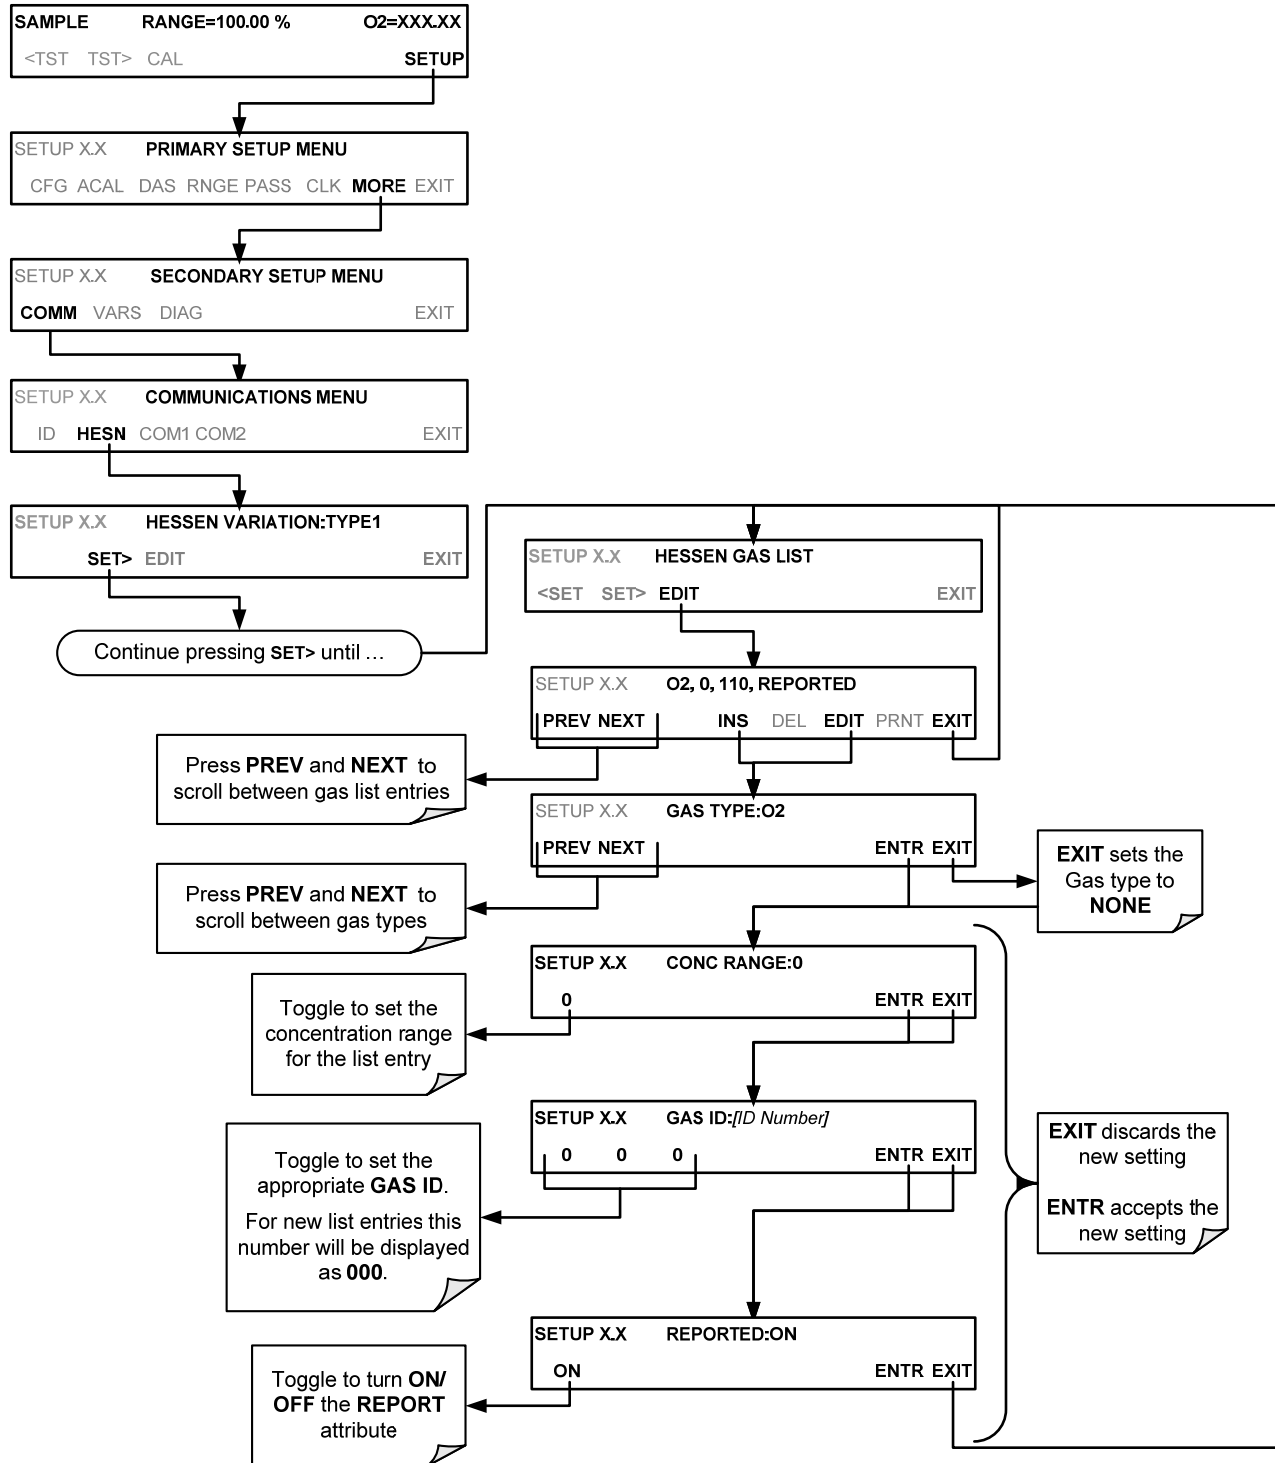 SAMPLE RANGE=100.00 % O2=XXX.XX
<TST TST> CAL SETUP
SETUP X.X PRIMARY SETUP MENU
CFG ACAL DAS RNGE PASS CLK MORE EXIT
SETUP X.X SECONDARY SETUP MENU
COMM VARS DIAG EXIT
SETUP X.X COMMUNICATIONS MENU
ID HESN COM1 COM2 EXIT
SETUP X.X HESSEN VARIATION:TYPE1
SET> EDIT EXIT
Continue pressing SET> until …
SETUP X.X HESSEN GAS LIST
<SET SET> EDIT EXIT
SETUP X.X O2, 0, 110, REPORTED
PREV NEXT INS DEL EDIT PRNT EXIT
Press PREV and NEXT to
scroll between gas list entries
SETUP X.X GAS TYPE:O2
PREV NEXT ENTR EXIT
EXIT sets the
Gas type to
NONE
Press PREV and NEXT to
scroll between gas types
SETUP X.X CONC RANGE:0
0 ENTR EXIT
Toggle to set the
concentration range
for the list entry
SETUP X.X GAS ID:[ID Number]
0 0 0 ENTR EXIT
Toggle to set the
appropriate GAS ID.
For new list entries this
number will be displayed
as 000.
EXIT discards the
new setting
ENTR accepts the
new setting
SETUP X.X REPORTED:ON
ON ENTR EXIT
Toggle to turn ON/
OFF the REPORT
attribute